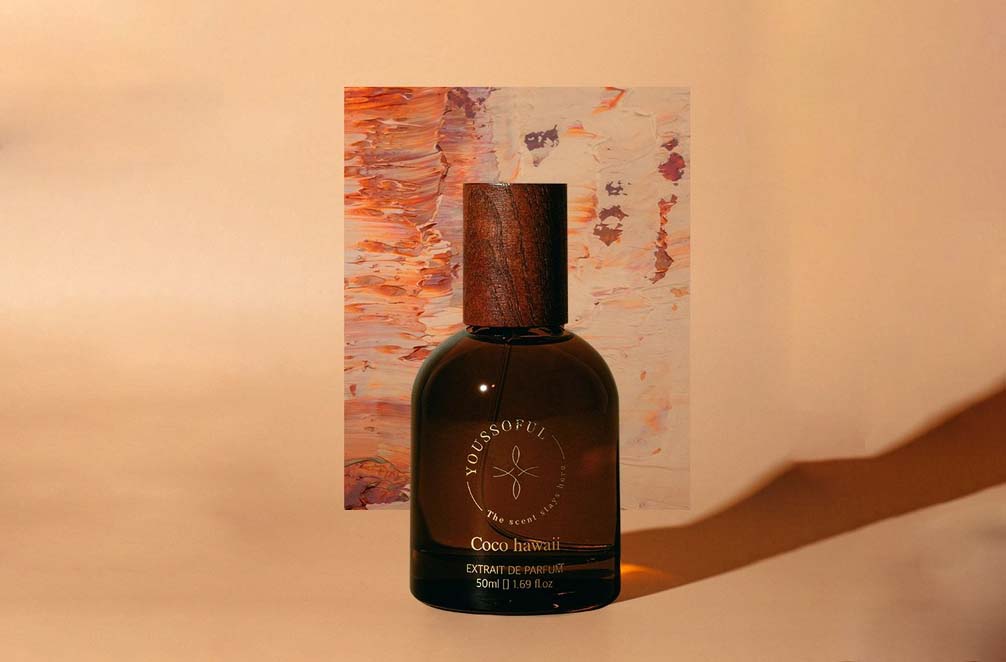 YOUSSOFUL
The scent stays here
Coco hawaii
EXTRAIT DE PARFUM
50ml [] 1.69 fl.oz